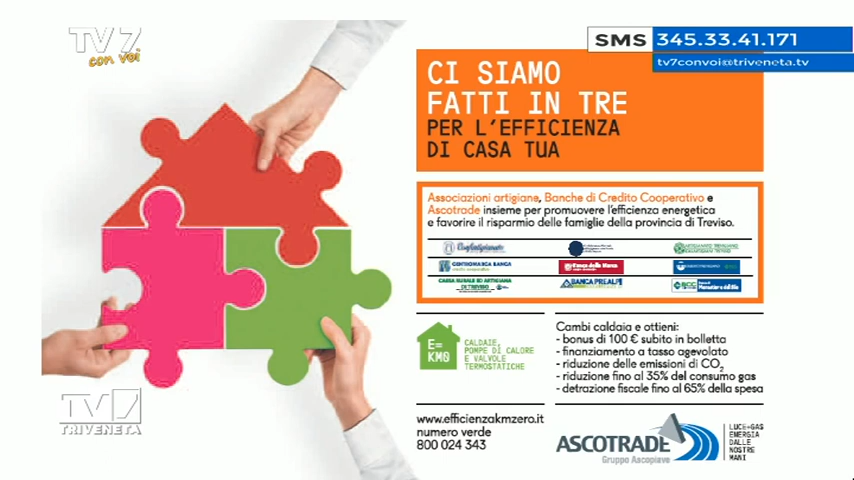 TV7
con voi
SMS 345.33.41.171
tv7convoi@triveneta.tv
CI SIAMO
FATTI IN TRE
PER L'EFFICIENZA
DI CASA TUA
Associazioni artigiane, Banche di Credito Cooperativo e
Ascotrade insieme per promuovere l'efficienza energetica
e favorire il risparmio delle famiglie della provincia di Treviso.
Confartigianato
CENTROMARCA BANCA
Banca della Marca
CASSA RURALE ED ARTIGIANA
DI TREVISO
BANCA PREALPI
BCC
E=
KM0
CALDAIE,
POMPE DI CALORE
E VALVOLE
TERMOSTATICHE
Cambi caldaia e ottieni:
- bonus di 100 € subito in bolletta
- finanziamento a tasso agevolato
- riduzione delle emissioni di CO2
- riduzione fino al 35% del consumo gas
- detrazione fiscale fino al 65% della spesa
www.efficienzakmzero.it
numero verde
800 024 343
ASCOTRADE
Gruppo Ascopiave
LUCE+GAS
ENERGIA
DALLE
NOSTRE
MANI
TV7
TRIVENETA